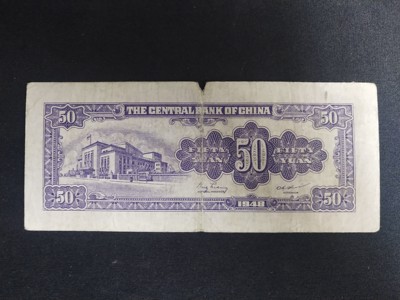 50 THE CENTRAL BANK OF CHINA 50
FIFTY YUAN 50 FIFTY YUAN
50 1948 50